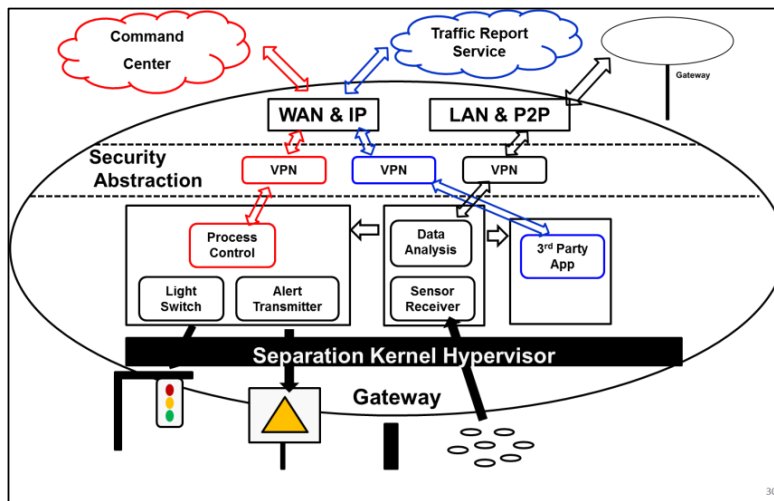 Command
Center
Traffic Report
Service
Gateway
WAN & IP
LAN & P2P
Security
Abstraction
VPN
VPN
VPN
Process
Control
Data
Analysis
3rd Party
App
Light
Switch
Alert
Transmitter
Sensor
Receiver
Separation Kernel Hypervisor
Gateway
30